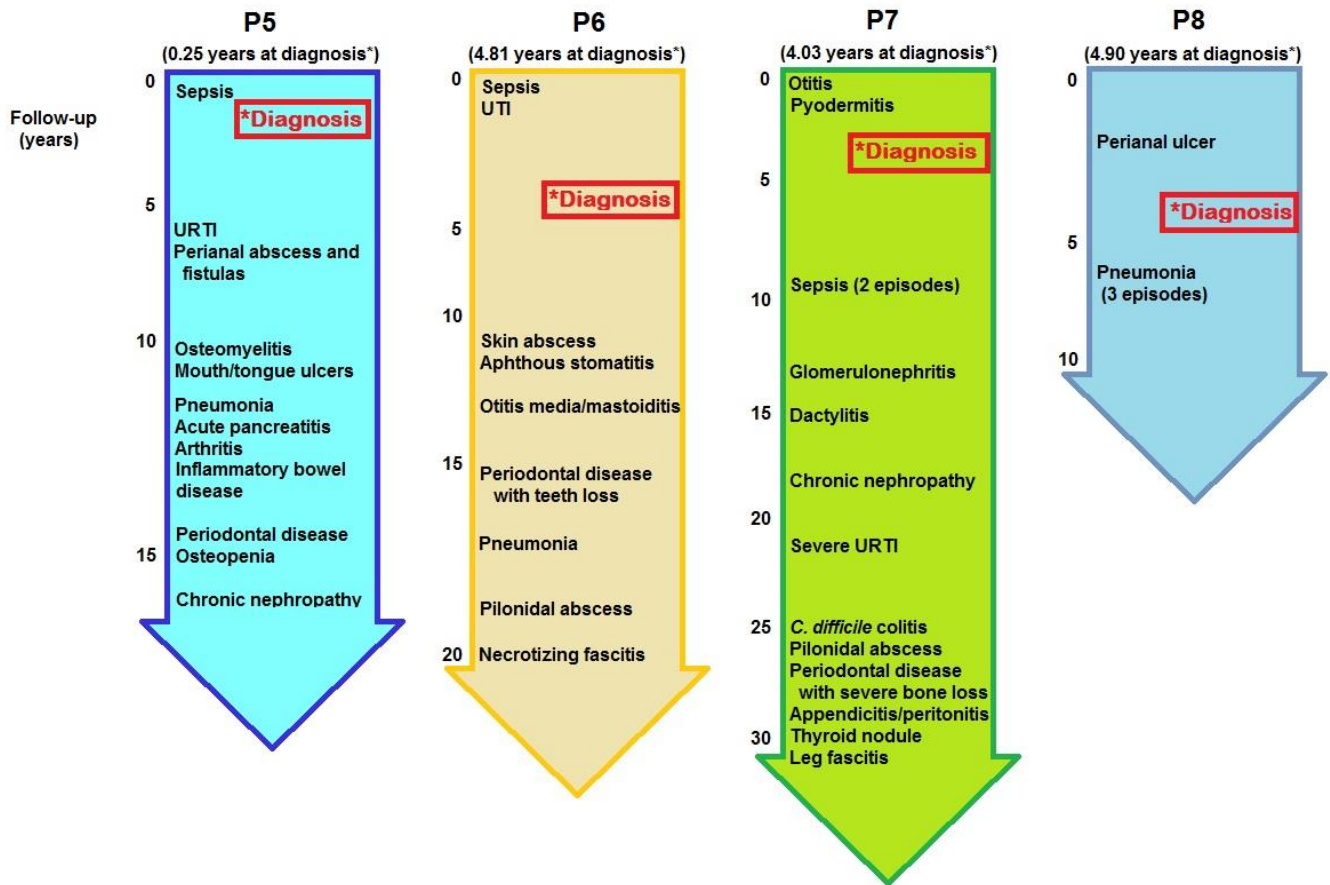 P5
(0.25 years at diagnosis*)
Follow-up
(years)
0
5
10
15
Sepsis
*Diagnosis
URTI
Perianal abscess and
fistulas
Osteomyelitis
Mouth/tongue ulcers
Pneumonia
Acute pancreatitis
Arthritis
Inflammatory bowel
disease
Periodontal disease
Osteopenia
Chronic nephropathy
P6
(4.81 years at diagnosis*)
0
5
10
15
20
Sepsis
UTI
*Diagnosis
Skin abscess
Aphthous stomatitis
Otitis media/mastoiditis
Periodontal disease
with teeth loss
Pneumonia
Pilonidal abscess
Necrotizing fascitis
P7
(4.03 years at diagnosis*)
0
5
10
15
20
25
30
Otitis
Pyodermitis
*Diagnosis
Sepsis (2 episodes)
Glomerulonephritis
Dactylitis
Chronic nephropathy
Severe URTI
C. difficile colitis
Pilonidal abscess
Periodontal disease
with severe bone loss
Appendicitis/peritonitis
Thyroid nodule
Leg fascitis
P8
(4.90 years at diagnosis*)
0
5
10
Perianal ulcer
*Diagnosis
Pneumonia
(3 episodes)